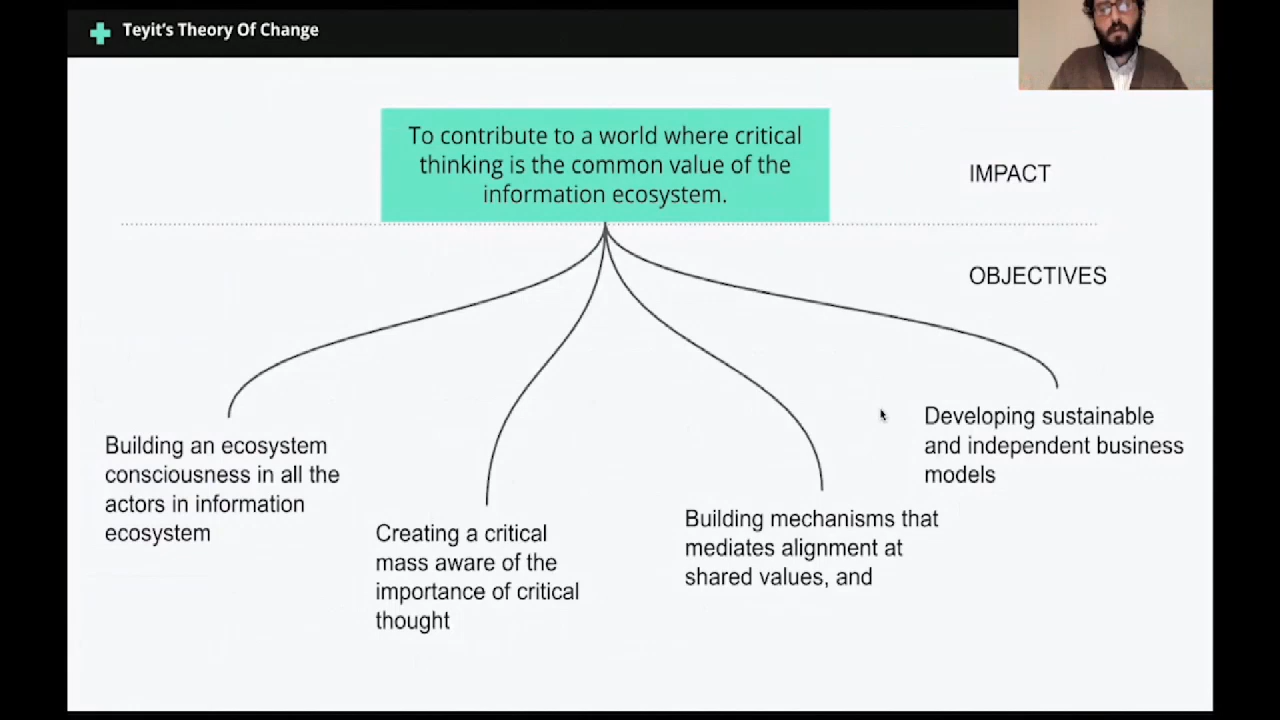 Teyit's Theory Of Change
To contribute to a world where critical
thinking is the common value of the
information ecosystem.
IMPACT
OBJECTIVES
Building an ecosystem
consciousness in all the
actors in information
ecosystem
Creating a critical
mass aware of the
importance of critical
thought
Building mechanisms that
mediates alignment at
shared values, and
Developing sustainable
and independent business
models